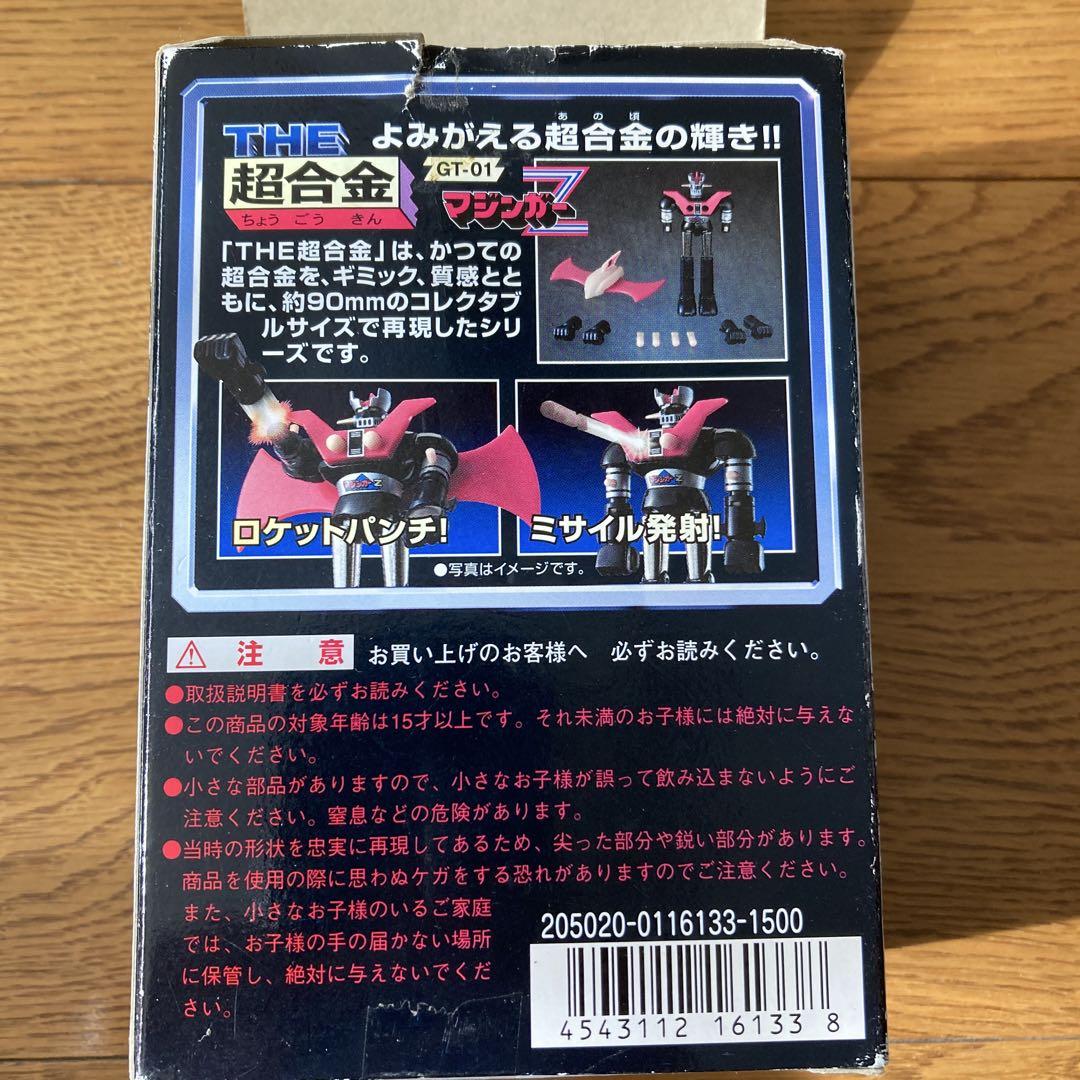 THE 超合金
ちょう ごう きん
あの頃
よみがえる超合金の輝き!!
GT-01
マジンガーZ
「THE超合金」は、かつての
超合金を、ギミック、質感とと
もに、約90mmのコレクタブ
ルサイズで再現したシリ
ーズです。
マジンガーZ
ロケットパンチ!
マジンガーZ
ミサイル発射!
●写真はイメージです。
注 意
お買い上げのお客様へ 必ずお読みください。
●取扱説明書を必ずお読みください。
●この商品の対象年齢は15才以上です。それ未満のお子様には絶対に与えな
いでください。
●小さな部品がありますので、小さなお子様が誤って飲み込まないようにご
注意ください。窒息などの危険があります。
●当時の形状を忠実に再現してあるため、尖った部分や鋭い部分があります。
商品を使用の際に思わぬケガをする恐れがありますのでご注意ください。
また、小さなお子様のいるご家庭
では、お子様の手の届かない場所
に保管し、絶対に与えないでくだ
さい。
205020-0116133-1500
4543112 161338